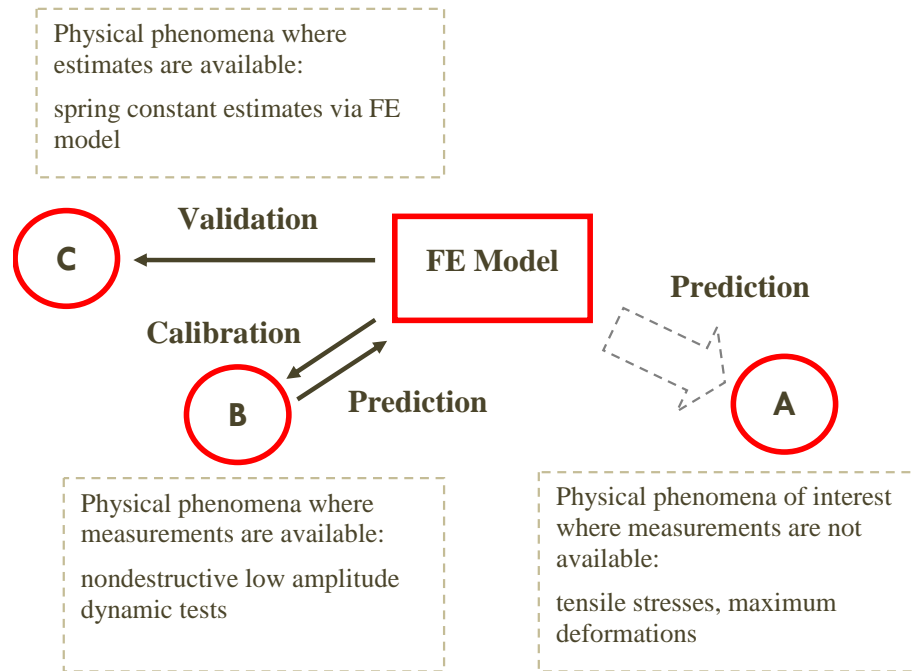 Physical phenomena where
estimates are available:
spring constant estimates via FE
model
Validation
C
FE Model
Prediction
Calibration
B
Prediction
A
Physical phenomena where
measurements are available:
nondestructive low amplitude
dynamic tests
Physical phenomena of interest
where measurements are not
available:
tensile stresses, maximum
deformations